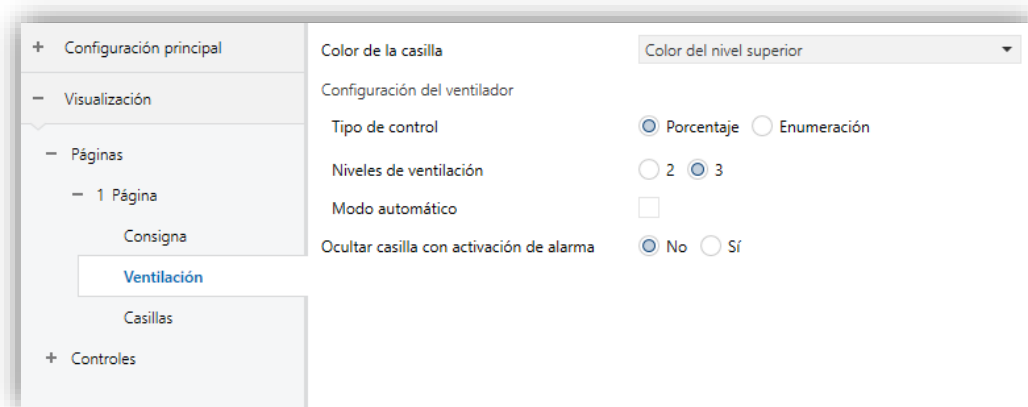 + Configuración principal
− Visualización
− Páginas
− 1 Página
Consigna
Ventilación
Casillas
+ Controles
Color de la casilla Color del nivel superior
Configuración del ventilador
Tipo de control Porcentaje Enumeración
Niveles de ventilación 2 3
Modo automático
Ocultar casilla con activación de alarma No Sí